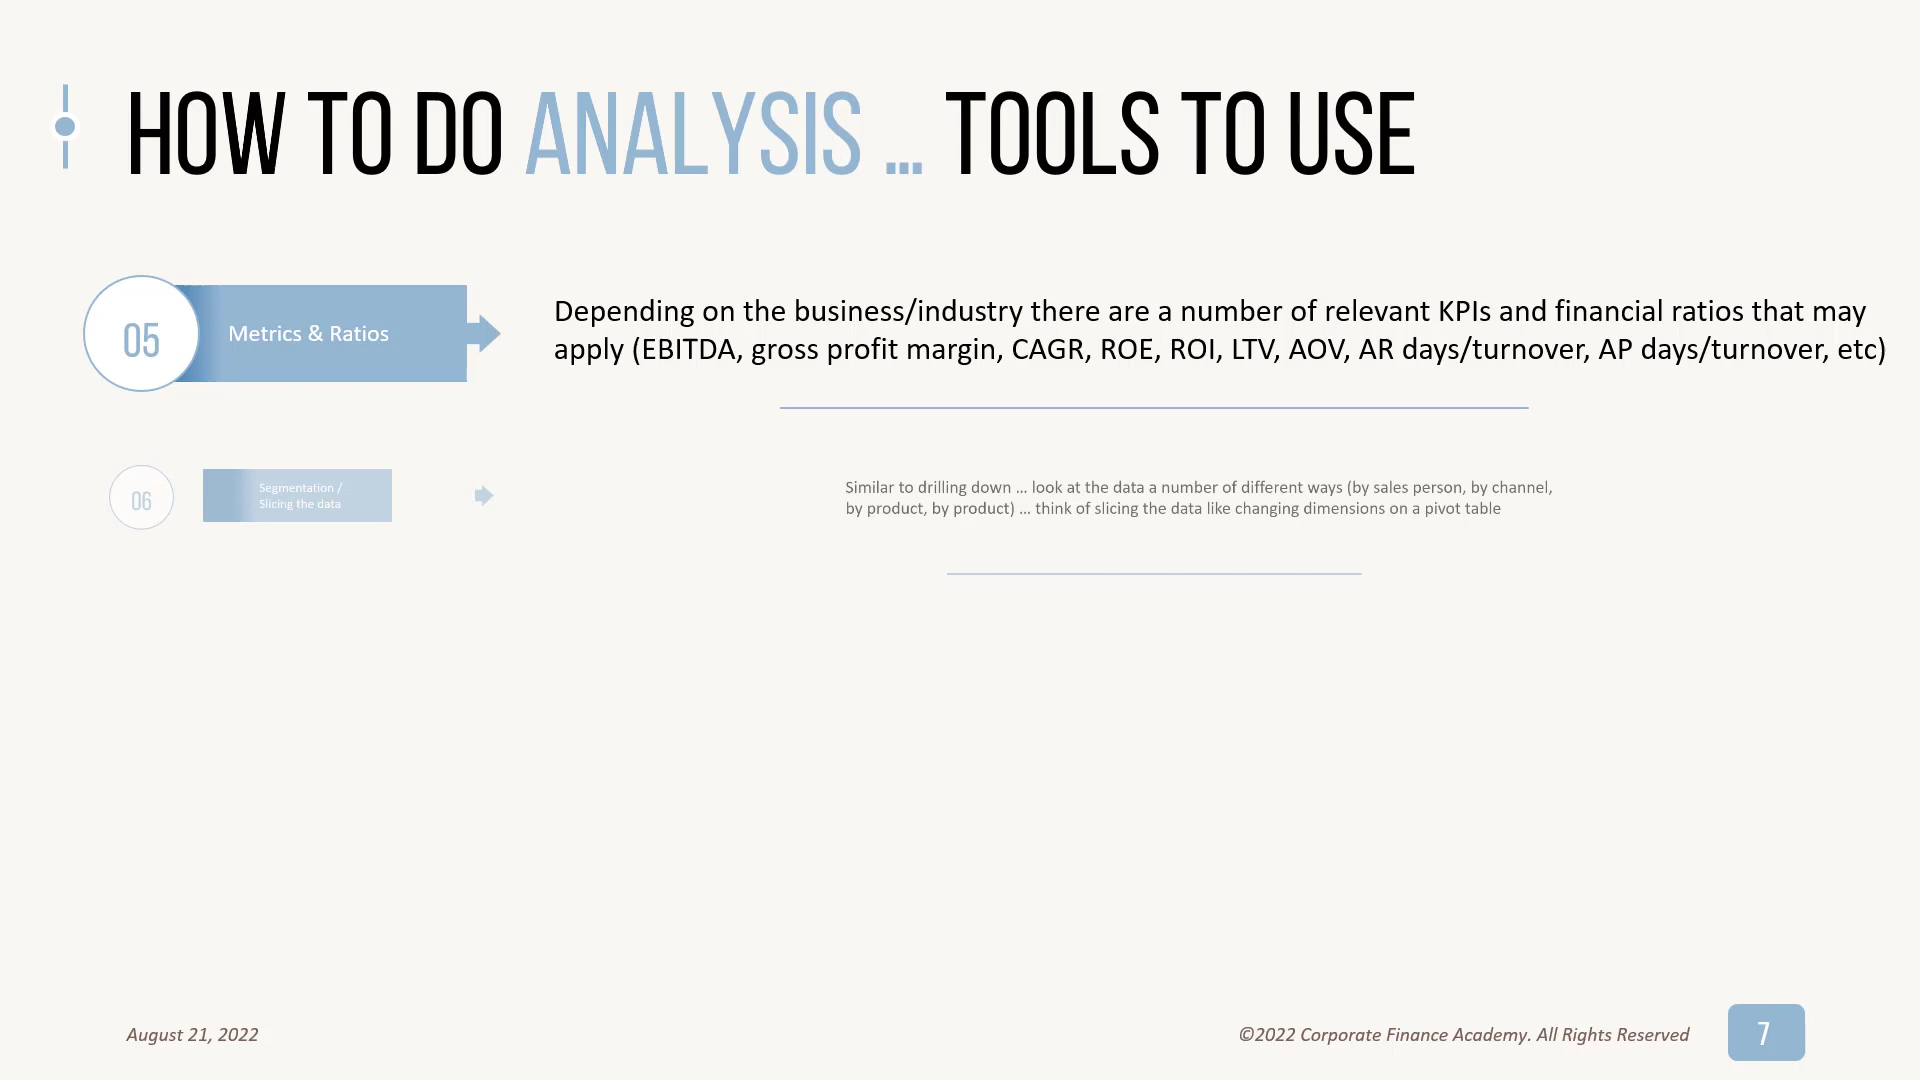 HOW TO DO ANALYSIS ... TOOLS TO USE
05
Metrics & Ratios
Depending on the business/industry there are a number of relevant KPIs and financial ratios that may
apply (EBITDA, gross profit margin, CAGR, ROE, ROI, LTV, AOV, AR days/turnover, AP days/turnover, etc)
06
Segmentation /
Slicing the data
Similar to drilling down ... look at the data a number of different ways (by sales person, by channel,
by product, by product) ... think of slicing the data like changing dimensions on a pivot table
August 21, 2022
©2022 Corporate Finance Academy. All Rights Reserved
7